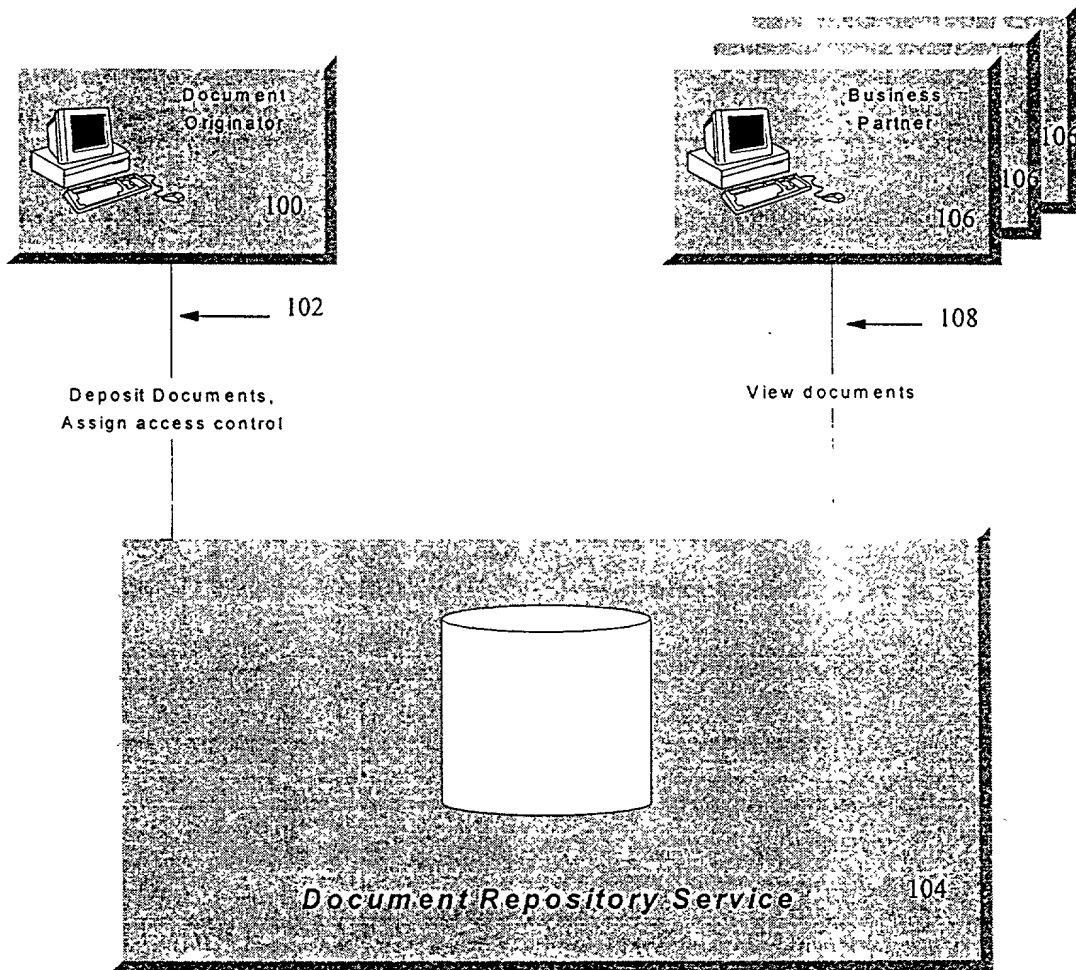 Document
Originator
100
Business
Partner
106
106
106
102
108
Deposit Documents,
Assign access control
View documents
Document Repository Service
104